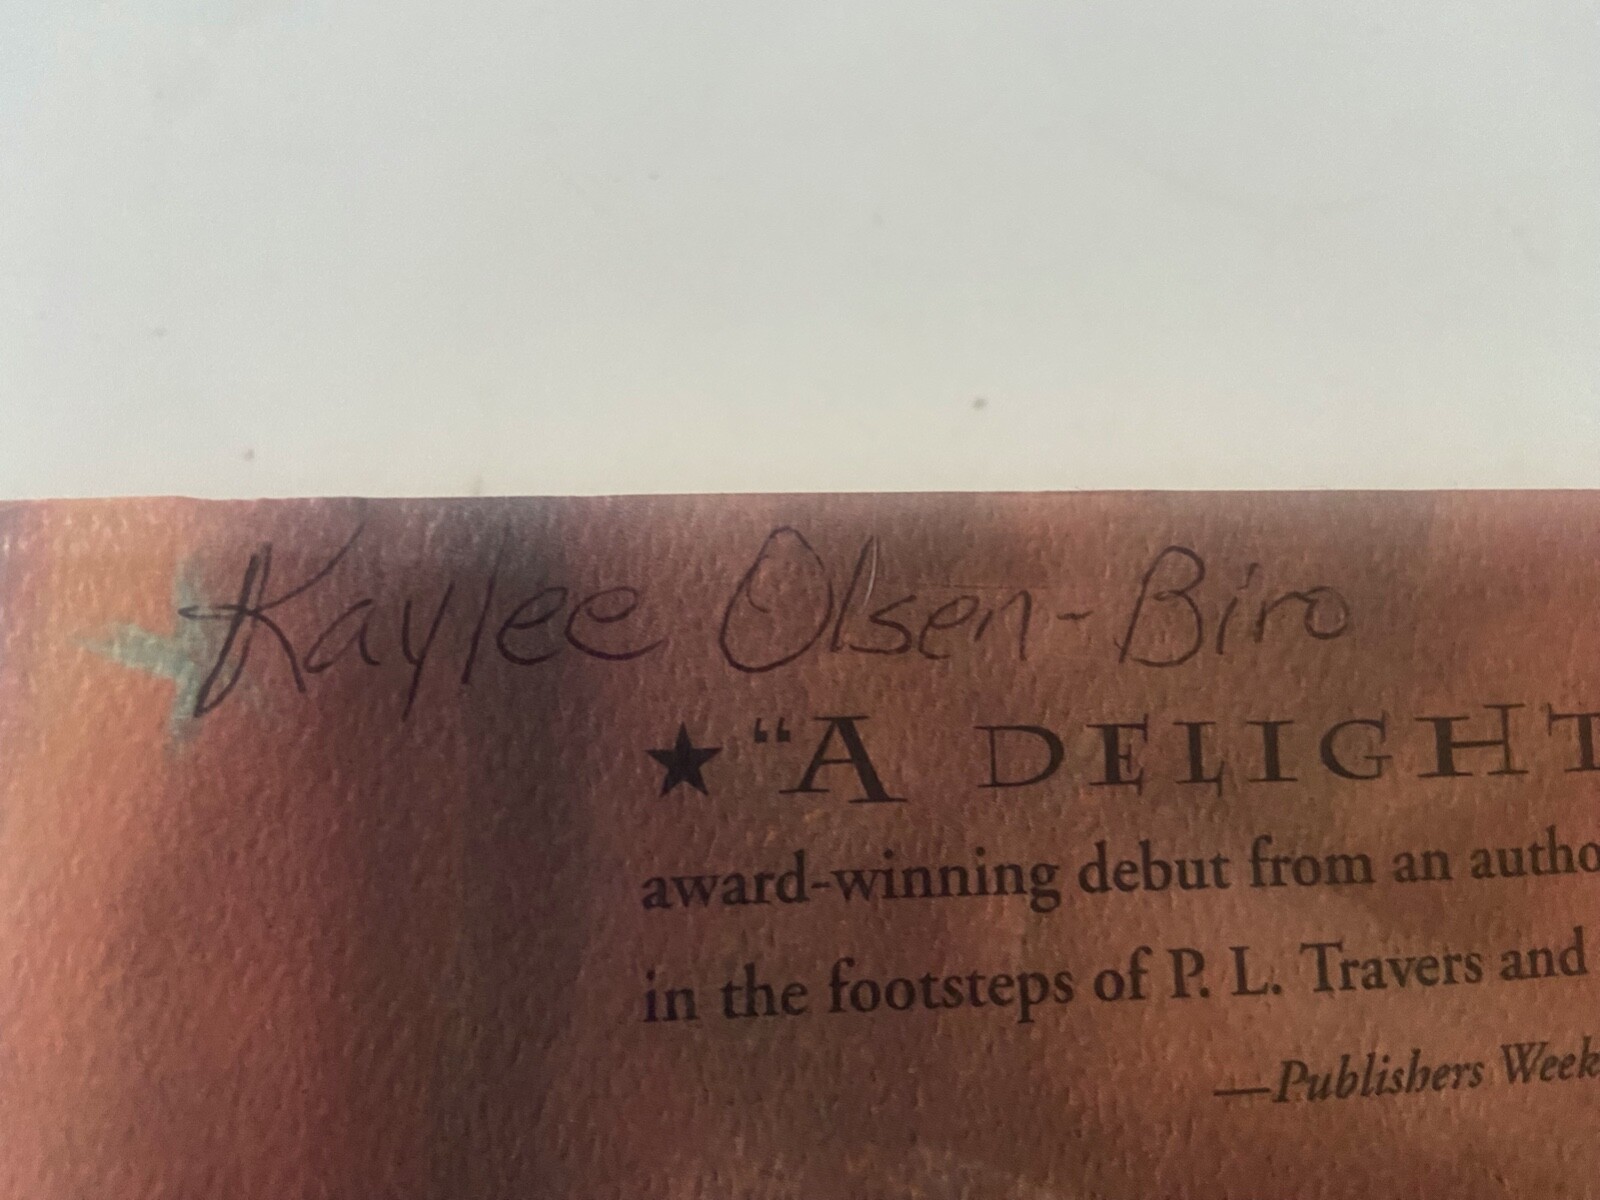 Kaylee Olsen-Biro
★ "A DELIGHT
award-winning debut from an autho
in the footsteps of P. L. Travers and
—Publishers Week